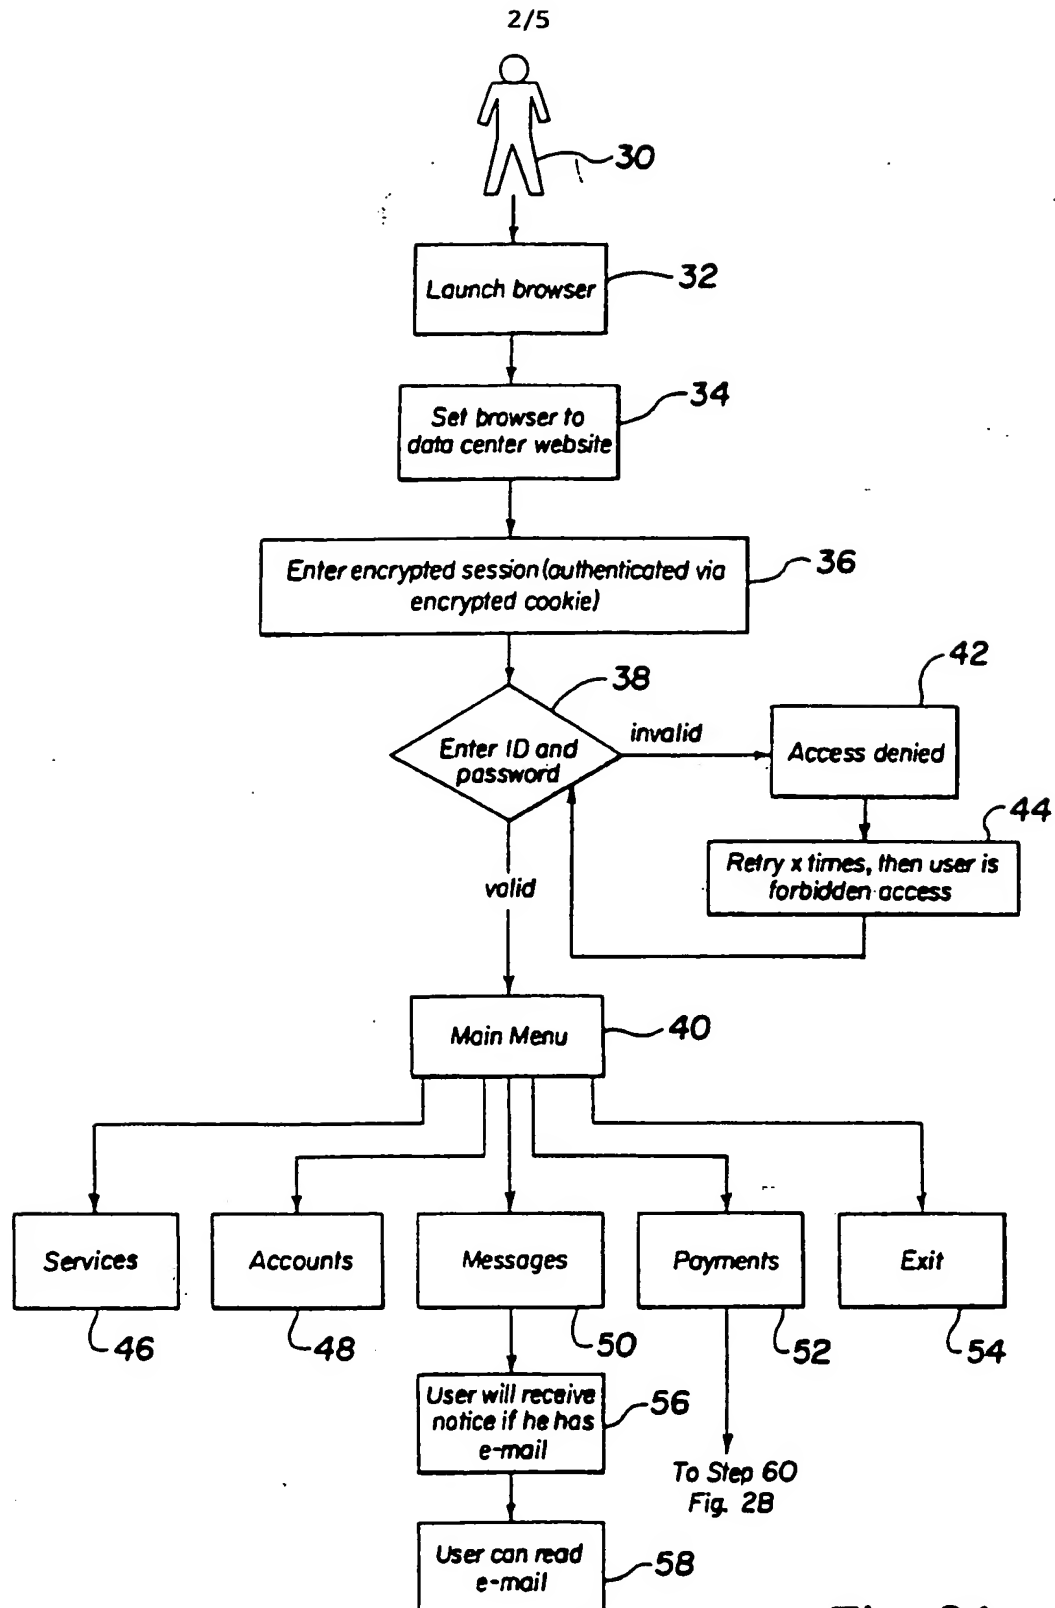 2/5
30
Launch browser
32
Set browser to
data center website
34
Enter encrypted session (authenticated via
encrypted cookie)
36
38
Enter ID and
password
invalid
42
Access denied
44
Retry x times, then user is
forbidden access
valid
Main Menu
40
Services
Accounts
Messages
Payments
Exit
46
48
50
52
54
User will receive
notice if he has
e-mail
56
To Step 60
Fig. 2B
User can read
e-mail
58